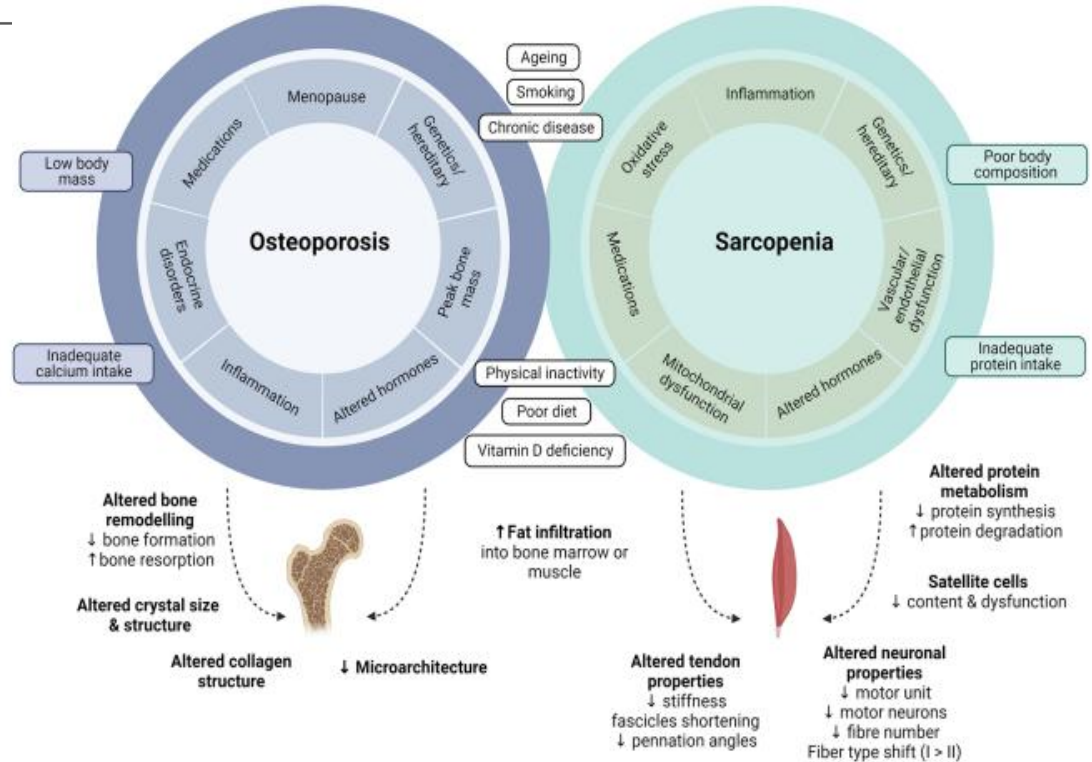 Ageing
Smoking
Chronic disease
Menopause
Genetics/
hereditary
Peak bone
mass
Altered hormones
Inflammation
Endocrine
disorders
Medications
Osteoporosis
Low body
mass
Inadequate
calcium intake
Inflammation
Genetics/
hereditary
Vascular/
endothelial
dysfunction
Altered hormones
Mitochondrial
dysfunction
Medications
Oxidative
stress
Sarcopenia
Poor body
composition
Inadequate
protein intake
Physical inactivity
Poor diet
Vitamin D deficiency
Altered bone
remodelling
↓ bone formation
↑ bone resorption
Altered crystal size
& structure
Altered collagen
structure
↓ Microarchitecture
↑ Fat infiltration
into bone marrow or
muscle
Altered protein
metabolism
↓ protein synthesis
↑ protein degradation
Satellite cells
↓ content & dysfunction
Altered tendon
properties
↓ stiffness
fascicles shortening
↓ pennation angles
Altered neuronal
properties
↓ motor unit
↓ motor neurons
↓ fibre number
Fiber type shift (I > II)